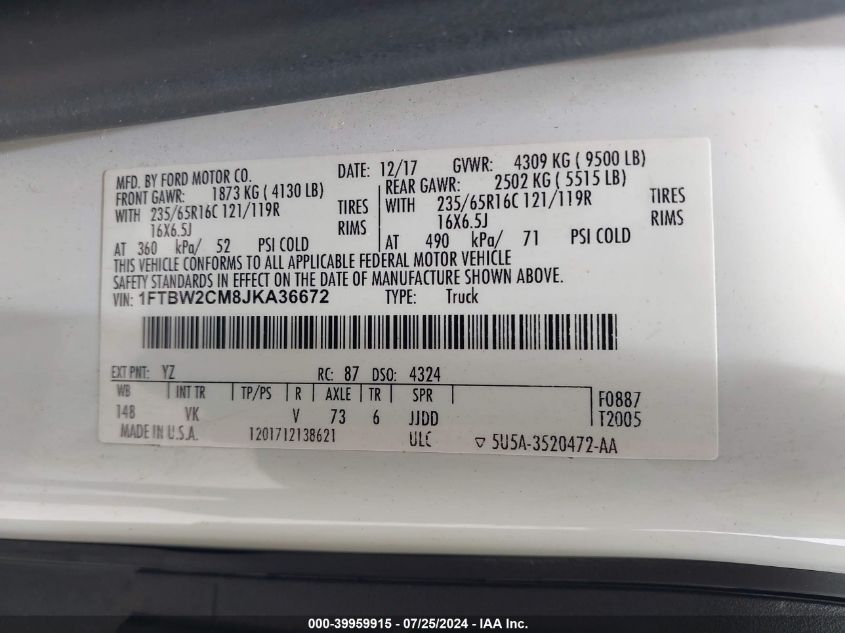 MFD. BY FORD MOTOR CO. DATE: 12/17 GVWR: 4309 KG ( 9500 LB)
FRONT GAWR: 1873 KG ( 4130 LB) REAR GAWR: 2502 KG ( 5515 LB)
WITH 235/65R16C 121/119R TIRES WITH 235/65R16C 121/119R TIRES
16X6.5J RIMS 16X6.5J RIMS
AT 360 kPa/ 52 PSI COLD AT 490 kPa/ 71 PSI COLD
THIS VEHICLE CONFORMS TO ALL APPLICABLE FEDERAL MOTOR VEHICLE
SAFETY STANDARDS IN EFFECT ON THE DATE OF MANUFACTURE SHOWN ABOVE.
VIN: 1FTBW2CM8JKA36672 TYPE: Truck
EXT PNT: YZ RC: 87 DSO: 4324
WB INT TR TP/PS R AXLE TR SPR F0887
148 VK V 73 6 JJDD T2005
MADE IN U.S.A. 1201712138621 ULC ▽ 5U5A-3520472-AA
000-39959915 - 07/25/2024 - IAA Inc.